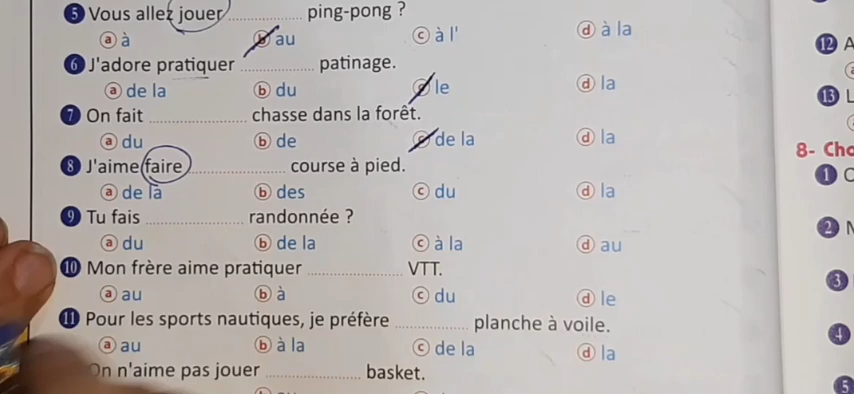 5 Vous allez jouer ............ ping-pong ?
a à b au c à l' d à la
6 J'adore pratiquer ............ patinage.
a de la b du c le d la
7 On fait ............ chasse dans la forêt.
a du b de c de la d la
8 J'aime faire ............ course à pied.
a de la b des c du d la
9 Tu fais ............ randonnée ?
a du b de la c à la d au
10 Mon frère aime pratiquer ............ VTT.
a au b à c du d le
11 Pour les sports nautiques, je préfère ............ planche à voile.
a au b à la c de la d la
On n'aime pas jouer ............ basket.
12 A
13 L
8- Cho
1 C
2 N
3
4
5